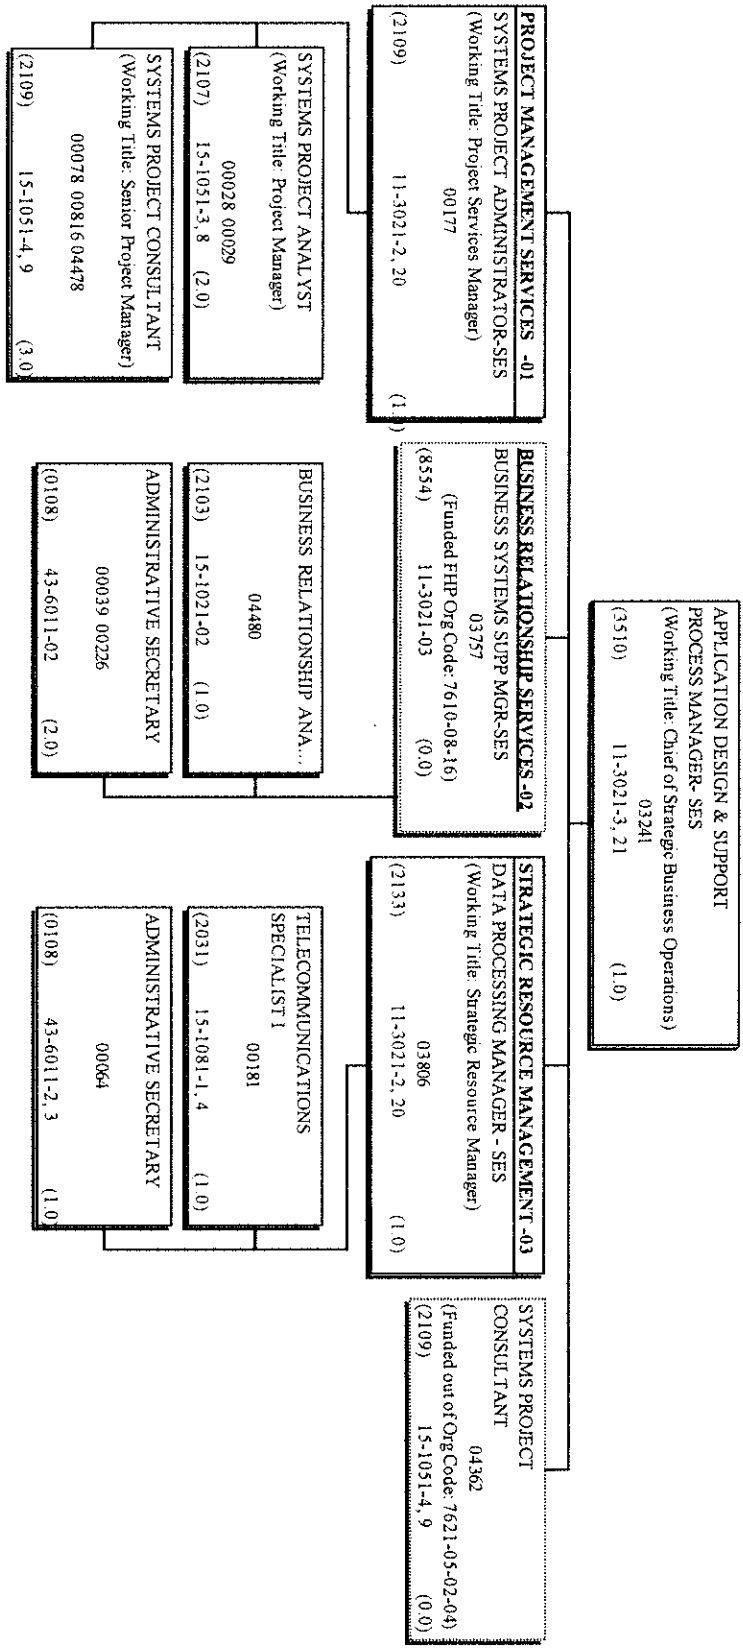 APPLICATION DESIGN & SUPPORT
PROCESS MANAGER- SES
(Working Title: Chief of Strategic Business Operations)
03241
(3510) 11-3021-3, 21 (1.0)
PROJECT MANAGEMENT SERVICES -01
SYSTEMS PROJECT ADMINISTRATOR-SES
(Working Title: Project Services Manager)
00177
(2109) 11-3021-2, 20
SYSTEMS PROJECT ANALYST
(Working Title: Project Manager)
00028 00029
(2107) 15-1051-3, 8 (2.0)
SYSTEMS PROJECT CONSULTANT
(Working Title: Senior Project Manager)
00078 00816 04478
(2109) 15-1051-4, 9 (3.0)
BUSINESS RELATIONSHIP SERVICES -02
BUSINESS SYSTEMS SUPP MGR-SES
03757
(Funded FHP Org Code: 7610-08-16)
(8554) 11-3021-03 (0.0)
BUSINESS RELATIONSHIP ANA...
04480
(2103) 15-1021-02 (1.0)
ADMINISTRATIVE SECRETARY
00039 00226
(0108) 43-6011-02 (2.0)
STRATEGIC RESOURCE MANAGEMENT -03
DATA PROCESSING MANAGER - SES
(Working Title: Strategic Resource Manager)
03806
(2133) 11-3021-2, 20 (1.0)
TELECOMMUNICATIONS
SPECIALIST I
00181
(2031) 15-1081-1, 4 (1.0)
ADMINISTRATIVE SECRETARY
00064
(0108) 43-6011-2, 3 (1.0)
SYSTEMS PROJECT
CONSULTANT
04362
(Funded out of Org Code: 7621-05-02-04)
(2109) 15-1051-4, 9 (0.0)